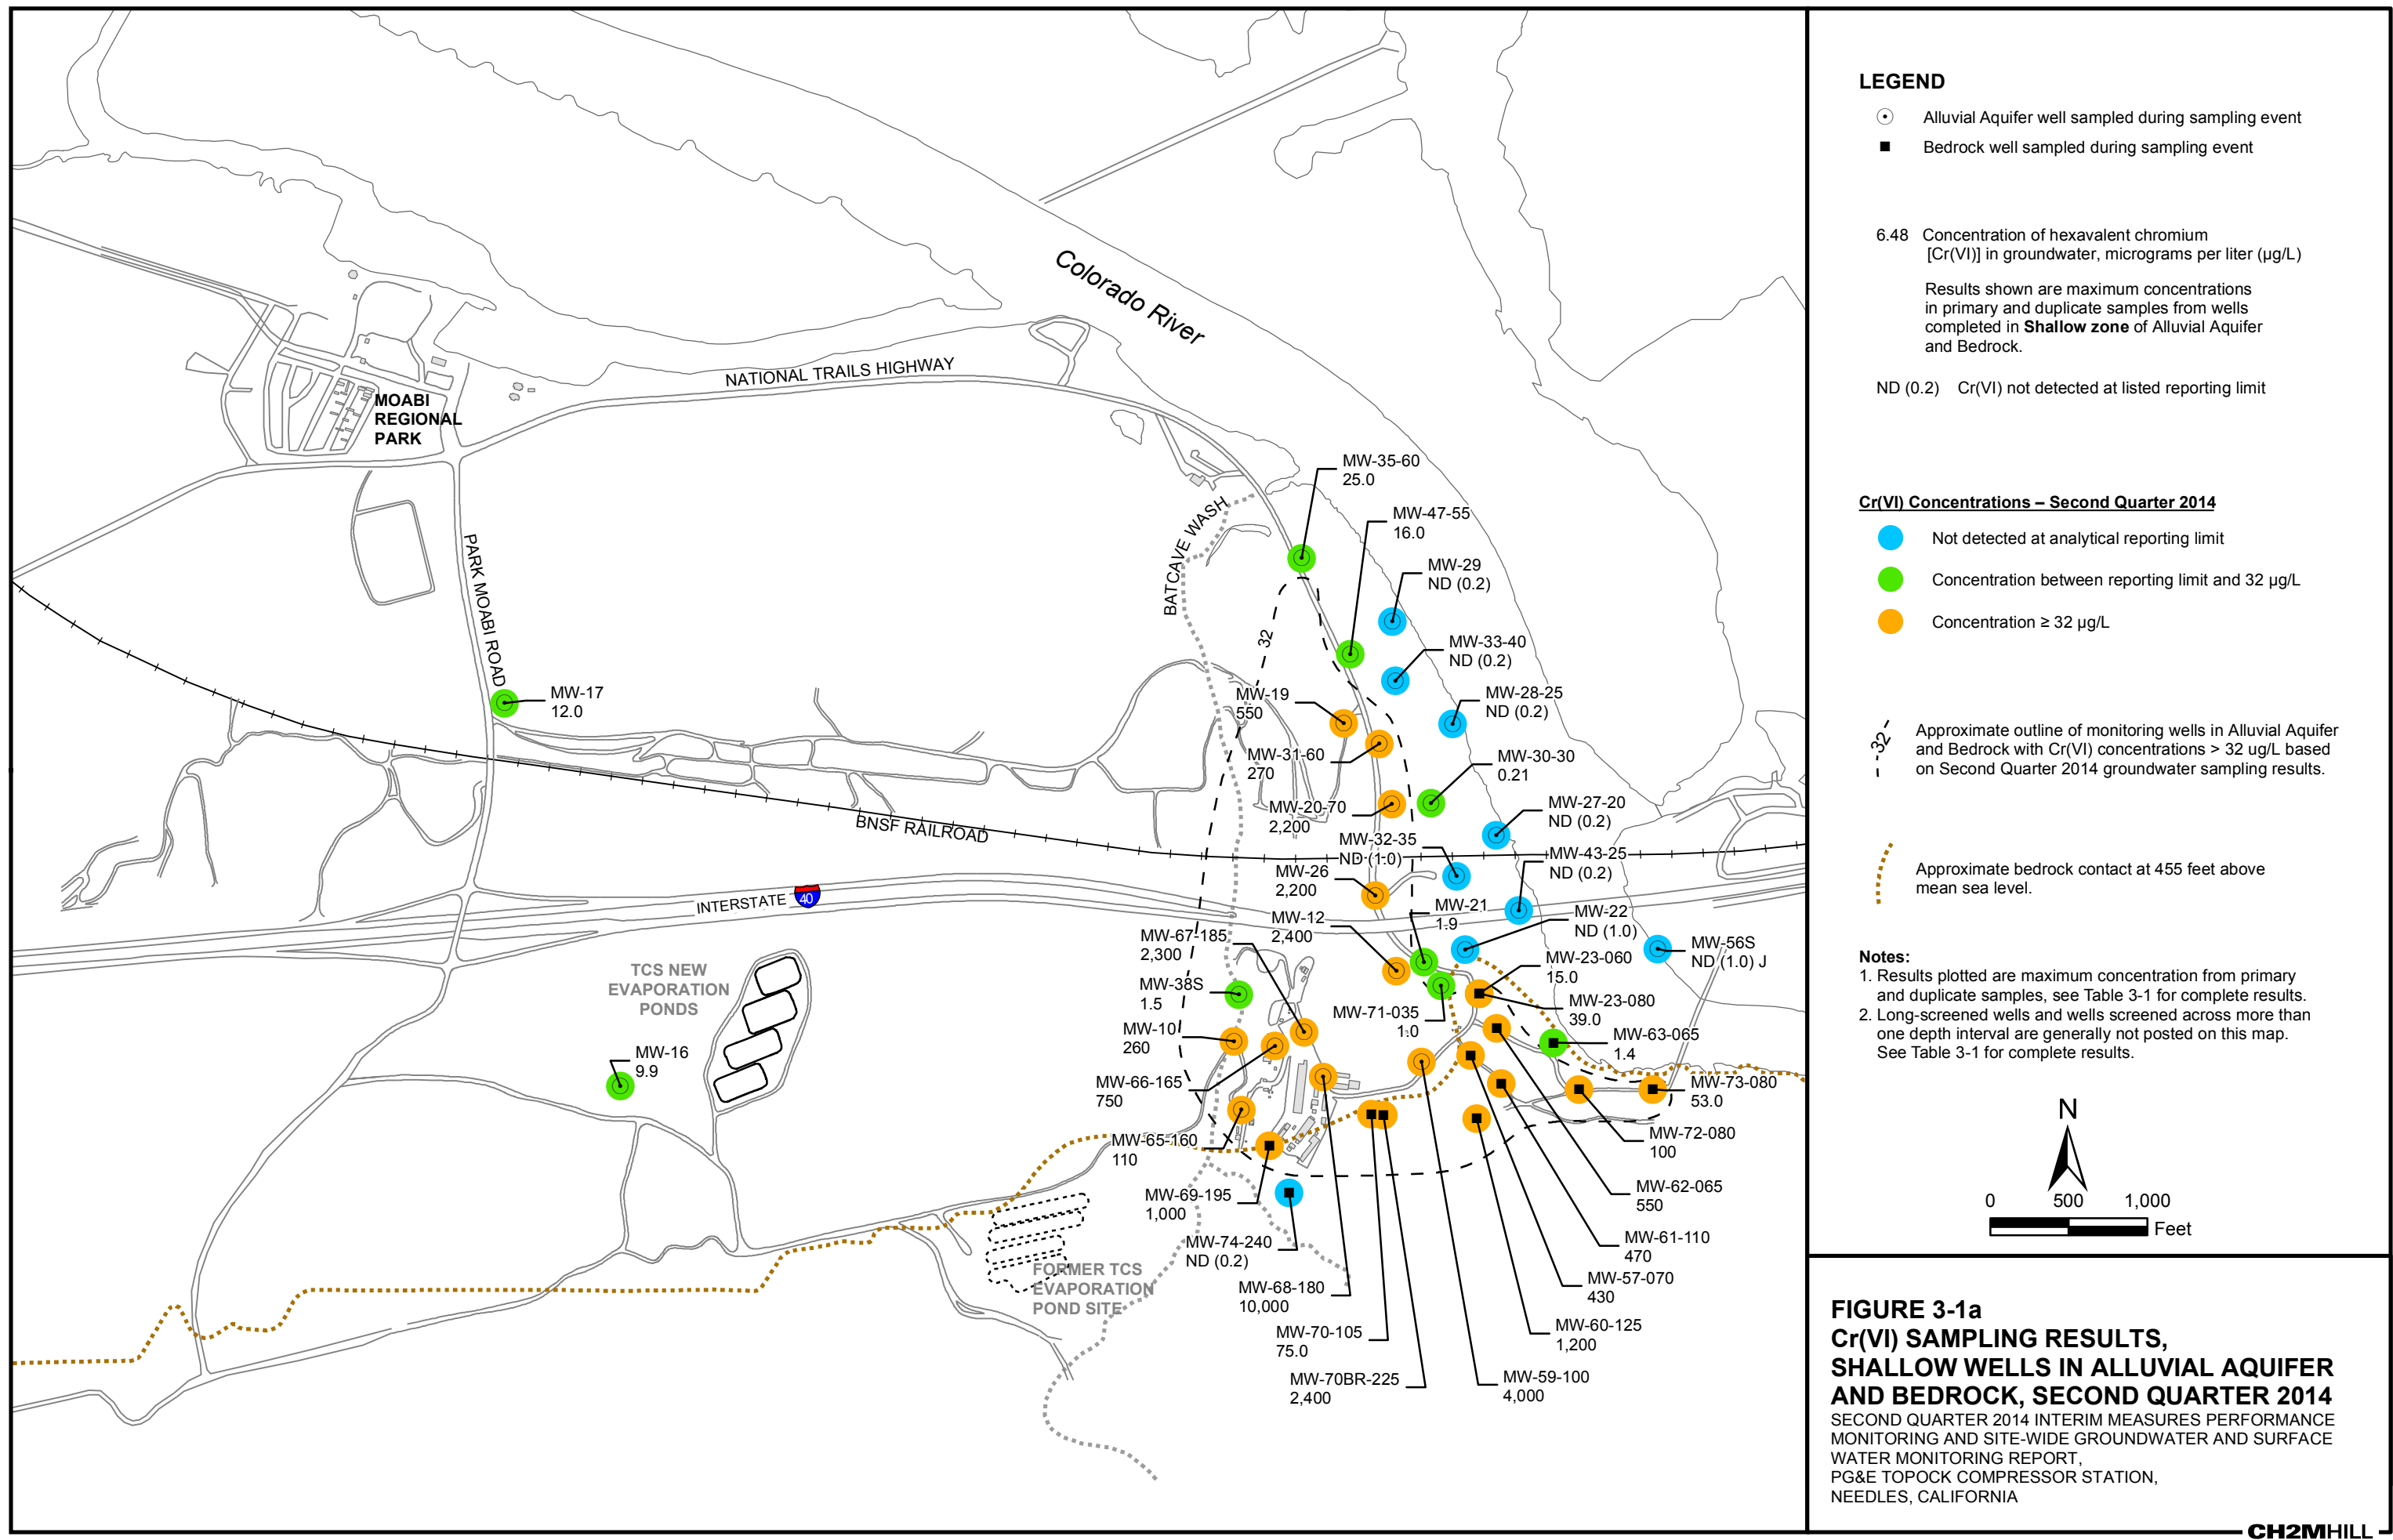 Colorado River
NATIONAL TRAILS HIGHWAY
MOABI
REGIONAL
PARK
PARK MOABI ROAD
BATCAVE WASH
MW-35-60
25.0
MW-47-55
16.0
MW-29
ND (0.2)
32
MW-33-40
ND (0.2)
MW-17
12.0
MW-19
550
MW-28-25
ND (0.2)
MW-31-60
270
MW-30-30
0.21
MW-20-70
2,200
MW-27-20
ND (0.2)
BNSF RAILROAD
MW-32-35
ND (1.0)
MW-43-25
ND (0.2)
MW-26
2,200
INTERSTATE 40
MW-21
1.9
MW-22
ND (1.0)
MW-12
2,400
MW-67-185
2,300
MW-56S
ND (1.0) J
MW-23-060
15.0
TCS NEW
EVAPORATION
PONDS
MW-38S
1.5
MW-23-080
39.0
MW-71-035
1.0
MW-10
260
MW-63-065
1.4
MW-16
9.9
MW-66-165
750
MW-73-080
53.0
MW-65-160
110
MW-72-080
100
MW-69-195
1,000
MW-62-065
550
MW-74-240
ND (0.2)
MW-61-110
470
FORMER TCS
EVAPORATION
POND SITE
MW-68-180
10,000
MW-57-070
430
MW-70-105
75.0
MW-60-125
1,200
MW-70BR-225
2,400
MW-59-100
4,000
LEGEND
Alluvial Aquifer well sampled during sampling event
Bedrock well sampled during sampling event
6.48 Concentration of hexavalent chromium
[Cr(VI)] in groundwater, micrograms per liter (µg/L)
Results shown are maximum concentrations
in primary and duplicate samples from wells
completed in Shallow zone of Alluvial Aquifer
and Bedrock.
ND (0.2) Cr(VI) not detected at listed reporting limit
Cr(VI) Concentrations – Second Quarter 2014
Not detected at analytical reporting limit
Concentration between reporting limit and 32 µg/L
Concentration ≥ 32 µg/L
32
Approximate outline of monitoring wells in Alluvial Aquifer
and Bedrock with Cr(VI) concentrations > 32 ug/L based
on Second Quarter 2014 groundwater sampling results.
Approximate bedrock contact at 455 feet above
mean sea level.
Notes:
1. Results plotted are maximum concentration from primary
and duplicate samples, see Table 3-1 for complete results.
2. Long-screened wells and wells screened across more than
one depth interval are generally not posted on this map.
See Table 3-1 for complete results.
N
0 500 1,000
Feet
FIGURE 3-1a
Cr(VI) SAMPLING RESULTS,
SHALLOW WELLS IN ALLUVIAL AQUIFER
AND BEDROCK, SECOND QUARTER 2014
SECOND QUARTER 2014 INTERIM MEASURES PERFORMANCE
MONITORING AND SITE-WIDE GROUNDWATER AND SURFACE
WATER MONITORING REPORT,
PG&E TOPOCK COMPRESSOR STATION,
NEEDLES, CALIFORNIA
CH2MHILL